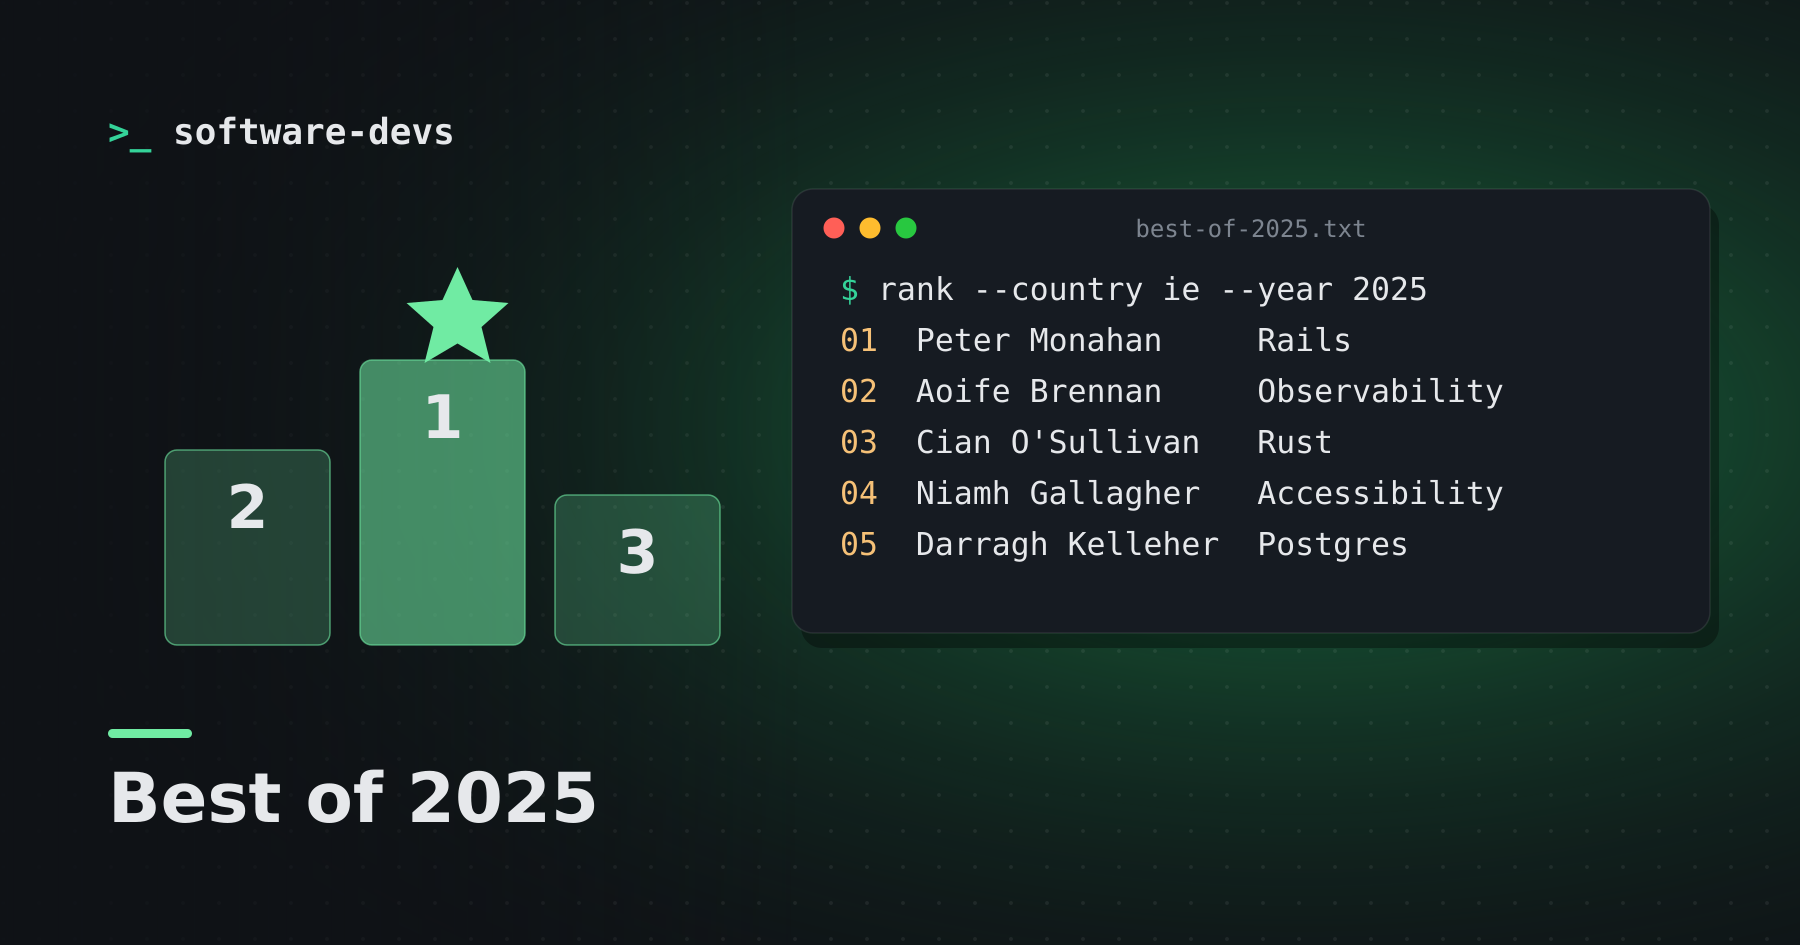 >_ software-devs
2
1
3
best-of-2025.txt
$ rank --country ie --year 2025
01 Peter Monahan Rails
02 Aoife Brennan Observability
03 Cian O'Sullivan Rust
04 Niamh Gallagher Accessibility
05 Darragh Kelleher Postgres
Best of 2025